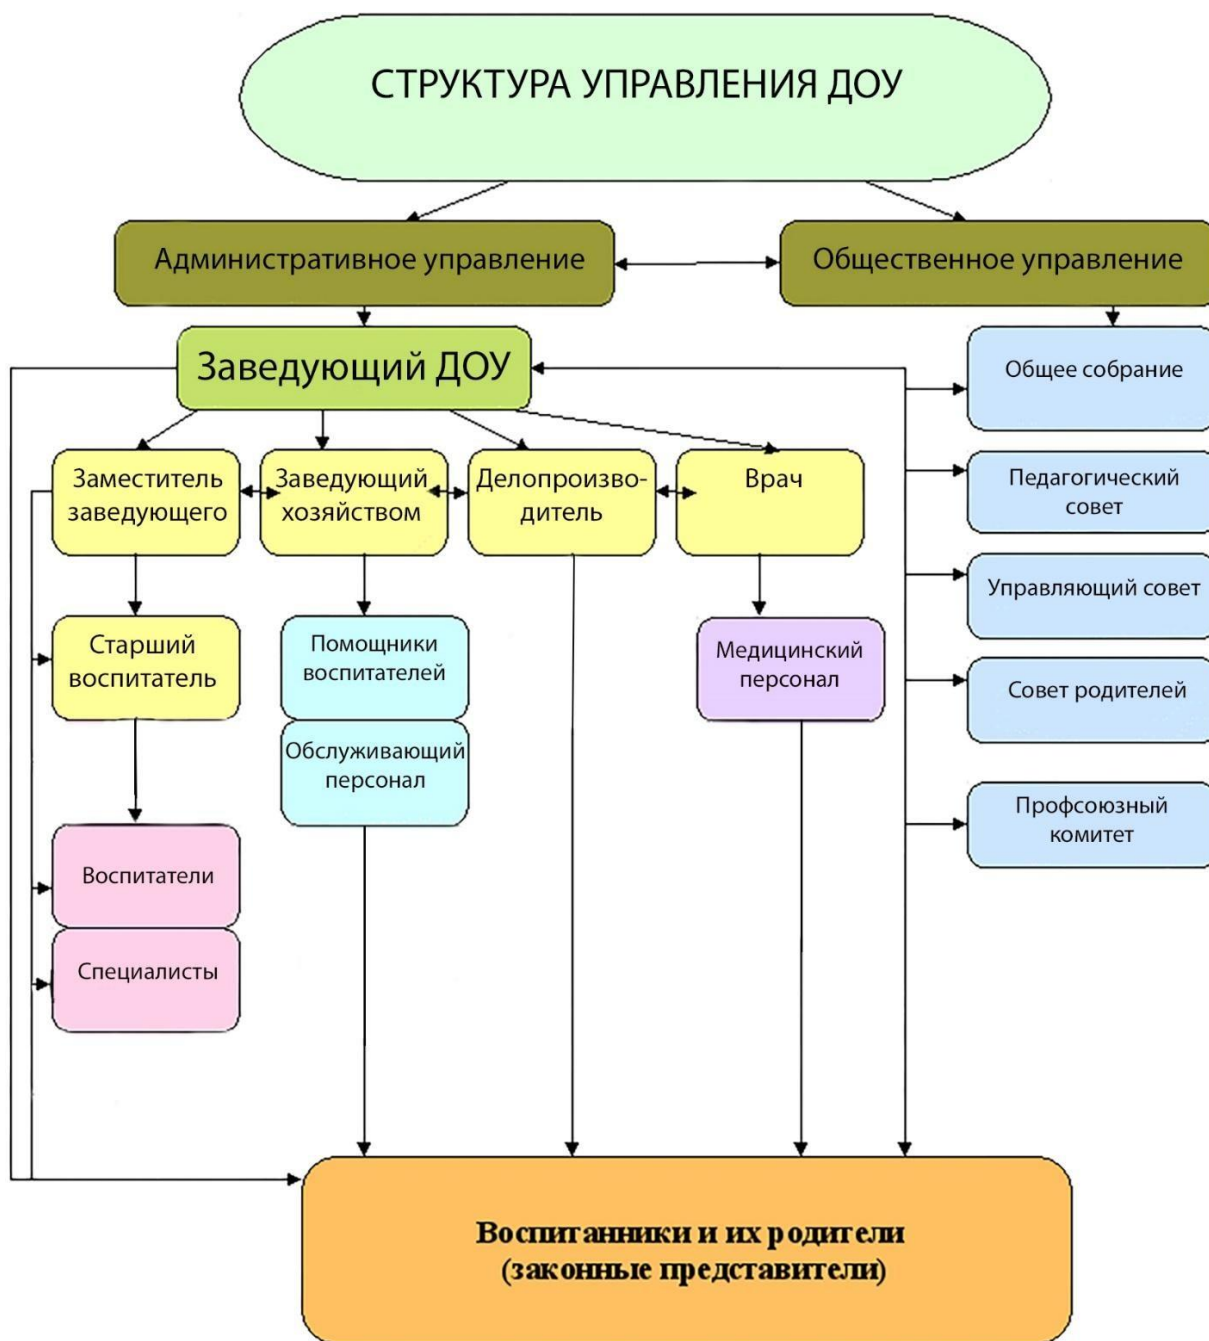 СТРУКТУРА УПРАВЛЕНИЯ ДОУ
Административное управление
Общественное управление
Заведующий ДОУ
Общее собрание
Заместитель
заведующего
Заведующий
хозяйством
Делопроизво-
дитель
Врач
Педагогический
совет
Управляющий совет
Старший
воспитатель
Помощники
воспитателей
Медицинский
персонал
Совет родителей
Обслуживающий
персонал
Профсоюзный
комитет
Воспитатели
Специалисты
Воспитанники и их родители
(законные представители)